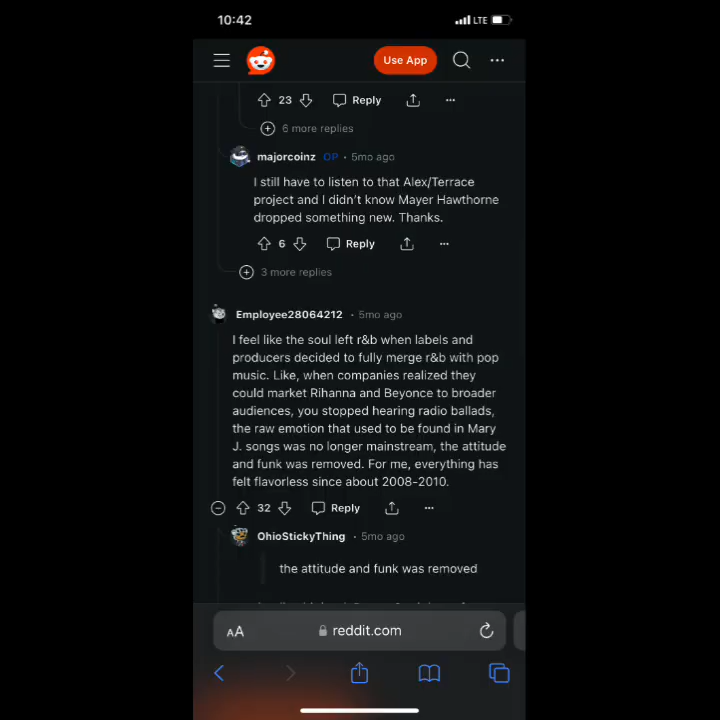 10:42
LTE
Use App
23
Reply
6 more replies
majorcoinz OP · 5mo ago
I still have to listen to that Alex/Terrace
project and I didn't know Mayer Hawthorne
dropped something new. Thanks.
6
Reply
3 more replies
Employee28064212 · 5mo ago
I feel like the soul left r&b when labels and
producers decided to fully merge r&b with pop
music. Like, when companies realized they
could market Rihanna and Beyonce to broader
audiences, you stopped hearing radio ballads,
the raw emotion that used to be found in Mary
J. songs was no longer mainstream, the attitude
and funk was removed. For me, everything has
felt flavorless since about 2008-2010.
32
Reply
OhioStickyThing · 5mo ago
the attitude and funk was removed
AA
reddit.com